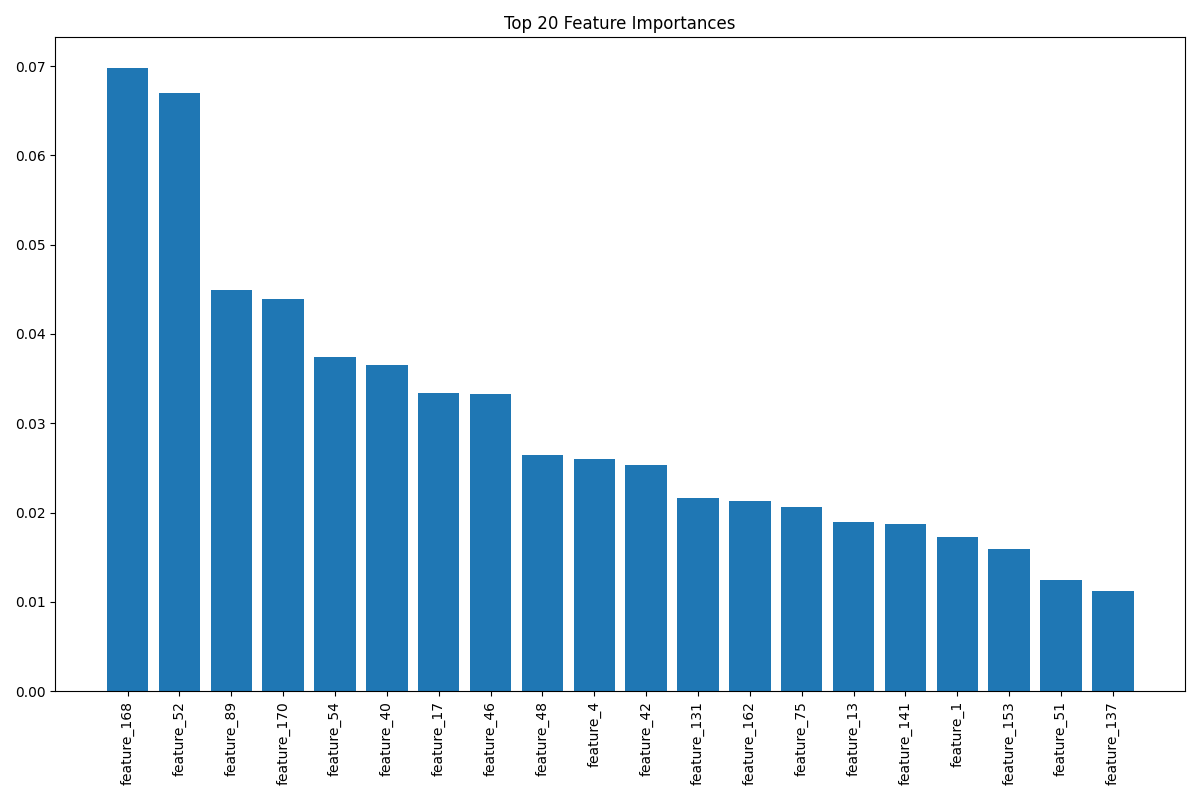 Top 20 Feature Importances
0.07
0.06
0.05
0.04
0.03
0.02
0.01
0.00
feature_168
feature_52
feature_89
feature_170
feature_54
feature_40
feature_17
feature_46
feature_48
feature_4
feature_42
feature_131
feature_162
feature_75
feature_13
feature_141
feature_1
feature_153
feature_51
feature_137